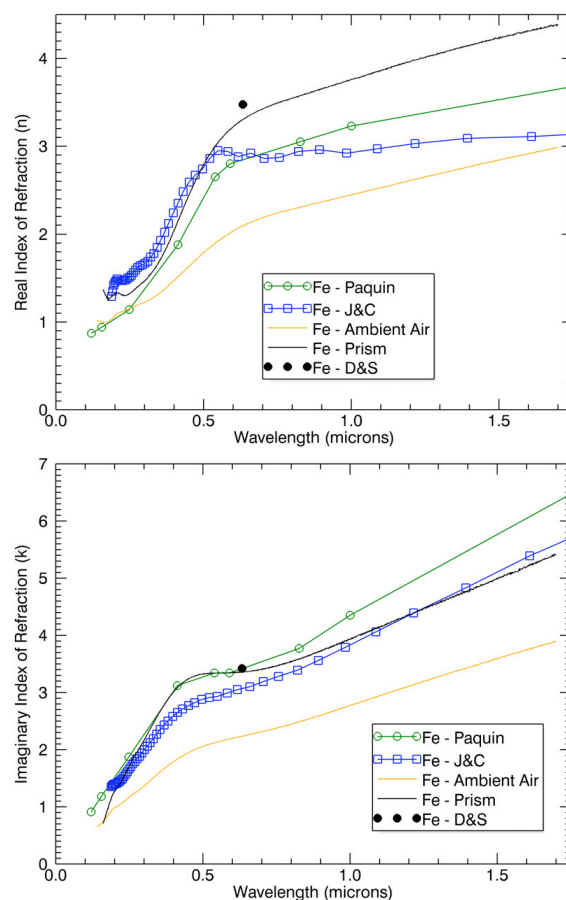 4
3
2
1
0
Real Index of Refraction (n)
Fe - Paquin
Fe - J&C
Fe - Ambient Air
Fe - Prism
Fe - D&S
0.0 0.5 1.0 1.5
Wavelength (microns)
7
6
5
4
3
2
1
0
Imaginary Index of Refraction (k)
Fe - Paquin
Fe - J&C
Fe - Ambient Air
Fe - Prism
Fe - D&S
0.0 0.5 1.0 1.5
Wavelength (microns)